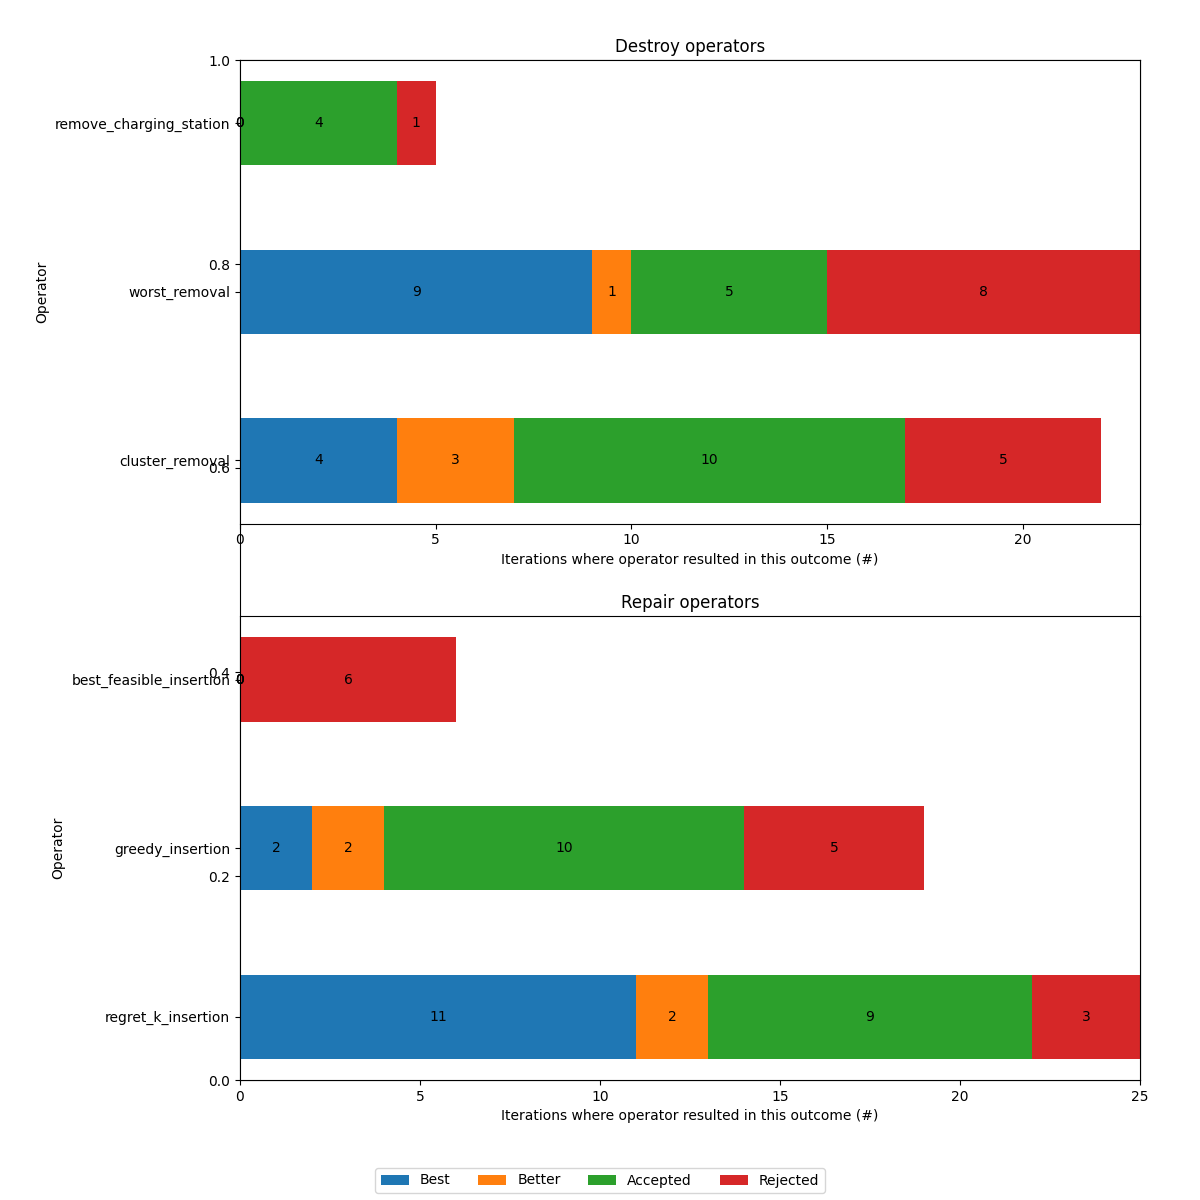 Destroy operators
1.0
remove_charging_station 0 4 1
0.8
Operator
worst_removal 9 1 5 8
cluster_removal 4 3 10 5
0.6
0 5 10 15 20
Iterations where operator resulted in this outcome (#)
Repair operators
0.4
best_feasible_insertion 0 6
Operator
greedy_insertion 2 2 10 5
0.2
regret_k_insertion 11 2 9 3
0.0
0 5 10 15 20 25
Iterations where operator resulted in this outcome (#)
Best Better Accepted Rejected